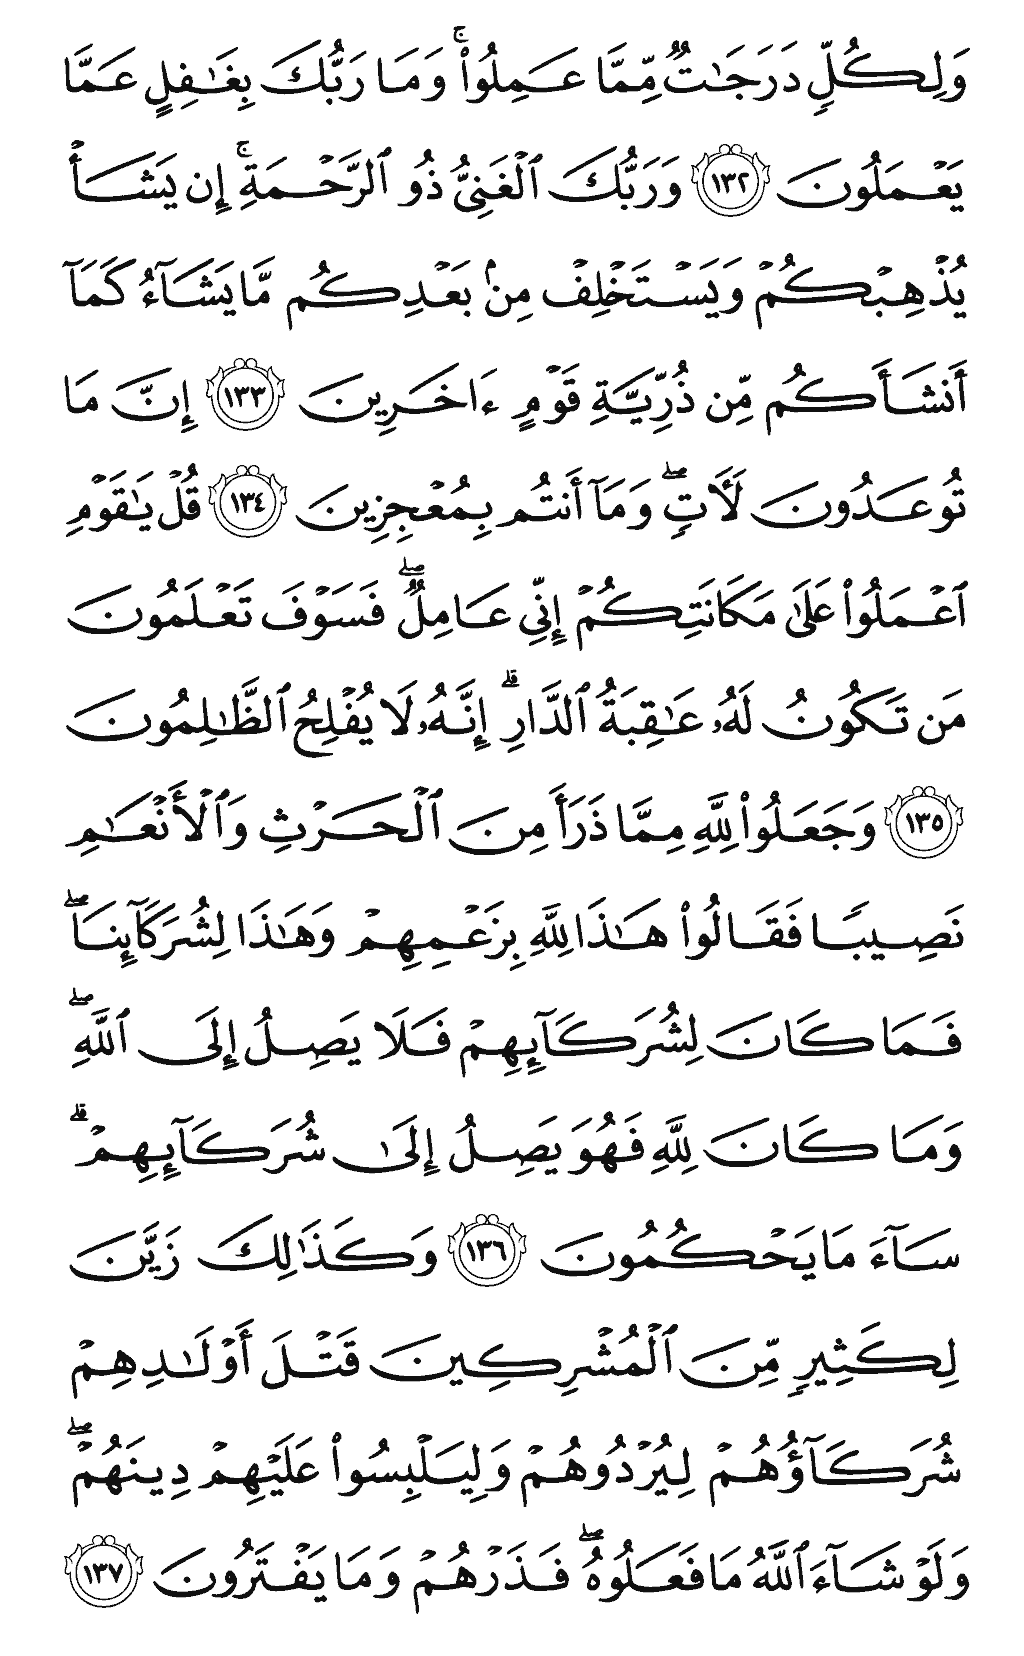 وَلِكُلٍّ دَرَجَٰتٌ مِّمَّا عَمِلُوا۟ ۚ وَمَا رَبُّكَ بِغَٰفِلٍ عَمَّا
يَعْمَلُونَ ١٣٢ وَرَبُّكَ ٱلْغَنِىُّ ذُو ٱلرَّحْمَةِ ۚ إِن يَشَأْ
يُذْهِبْكُمْ وَيَسْتَخْلِفْ مِنۢ بَعْدِكُم مَّا يَشَآءُ كَمَآ
أَنشَأَكُم مِّن ذُرِّيَّةِ قَوْمٍ ءَاخَرِينَ ١٣٣ إِنَّ مَا
تُوعَدُونَ لَءَاتٍ ۖ وَمَآ أَنتُم بِمُعْجِزِينَ ١٣٤ قُلْ يَٰقَوْمِ
ٱعْمَلُوا۟ عَلَىٰ مَكَانَتِكُمْ إِنِّى عَامِلٌ ۖ فَسَوْفَ تَعْلَمُونَ
مَن تَكُونُ لَهُۥ عَٰقِبَةُ ٱلدَّارِ ۗ إِنَّهُۥ لَا يُفْلِحُ ٱلظَّٰلِمُونَ
١٣٥ وَجَعَلُوا۟ لِلَّهِ مِمَّا ذَرَأَ مِنَ ٱلْحَرْثِ وَٱلْأَنْعَٰمِ
نَصِيبًا فَقَالُوا۟ هَٰذَا لِلَّهِ بِزَعْمِهِمْ وَهَٰذَا لِشُرَكَآئِنَا ۖ
فَمَا كَانَ لِشُرَكَآئِهِمْ فَلَا يَصِلُ إِلَى ٱللَّهِ ۖ
وَمَا كَانَ لِلَّهِ فَهُوَ يَصِلُ إِلَىٰ شُرَكَآئِهِمْ ۗ
سَآءَ مَا يَحْكُمُونَ ١٣٦ وَكَذَٰلِكَ زَيَّنَ
لِكَثِيرٍ مِّنَ ٱلْمُشْرِكِينَ قَتْلَ أَوْلَٰدِهِمْ
شُرَكَآؤُهُمْ لِيُرْدُوهُمْ وَلِيَلْبِسُوا۟ عَلَيْهِمْ دِينَهُمْ ۖ
وَلَوْ شَآءَ ٱللَّهُ مَا فَعَلُوهُ ۖ فَذَرْهُمْ وَمَا يَفْتَرُونَ ١٣٧